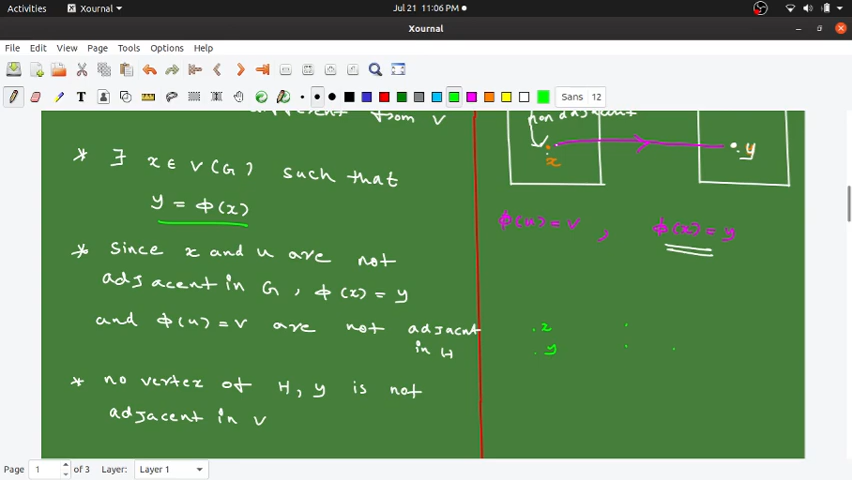 Activities
Xournal
Jul 21 11:06 PM
Xournal
File Edit View Page Tools Options Help
Sans 12
from v
non adjacent
* ∃ x ∈ V(G) such that
y = φ(x)
* Since x and u are not
adjacent in G, φ(x) = y
and φ(u) = v are not adjacnt
in H
* no vertex of H, y is not
adjacent in v
x
y
φ(u) = v , φ(x) = y
.x
.y
Page 1 of 3 Layer: Layer 1